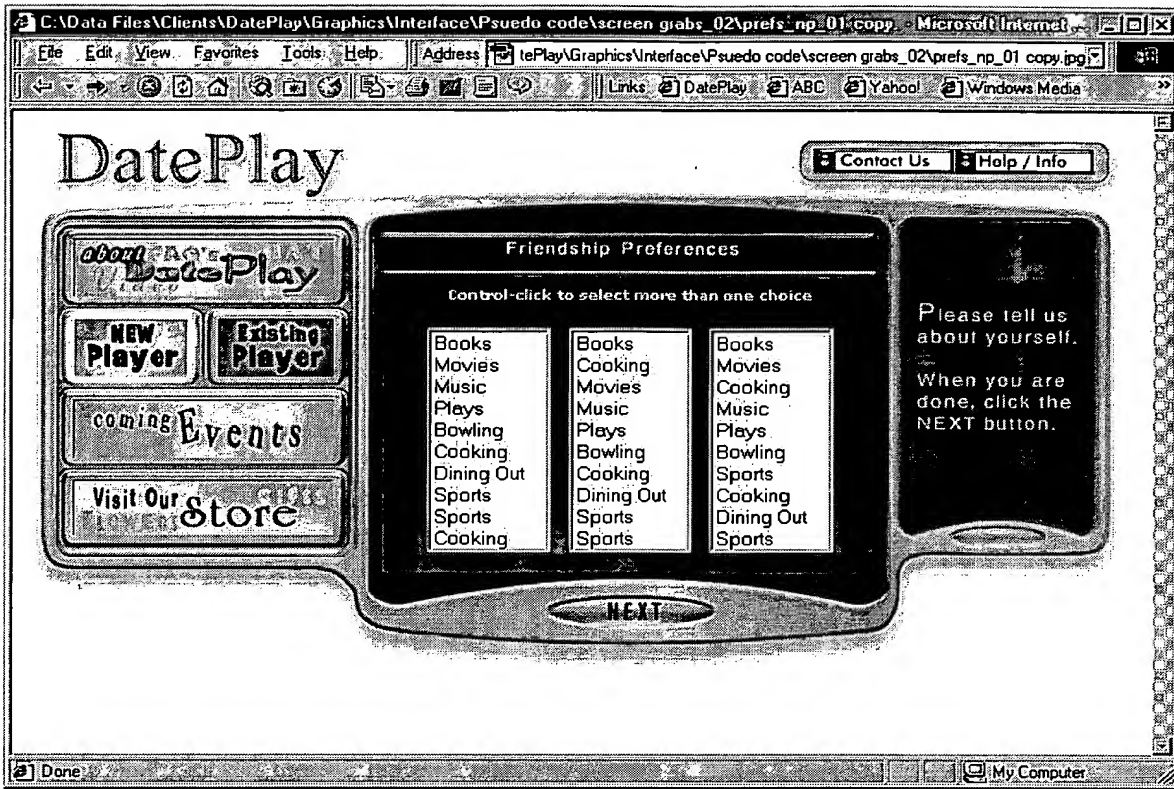 C:\Data Files\Clients\DatePlay\Graphics\Interface\Psuedo code\screen grabs_02\prefs_np_01 copy. - Microsoft Internet
File Edit View Favorites Tools Help Address tePlay\Graphics\Interface\Psuedo code\screen grabs_02\prefs_np_01 copy.jpg
Links DatePlay ABC Yahoo! Windows Media »
DatePlay
Contact Us Help / Info
about DatePlay
NEW Player
Existing Player
coming Events
Visit Our Store
Friendship Preferences
Control-click to select more than one choice
Books
Movies
Music
Plays
Bowling
Cooking
Dining Out
Sports
Sports
Cooking
Books
Cooking
Movies
Music
Plays
Bowling
Cooking
Dining Out
Sports
Sports
Books
Movies
Cooking
Music
Plays
Bowling
Sports
Cooking
Dining Out
Sports
NEXT
Please tell us
about yourself.
When you are
done, click the
NEXT button.
Done
My Computer